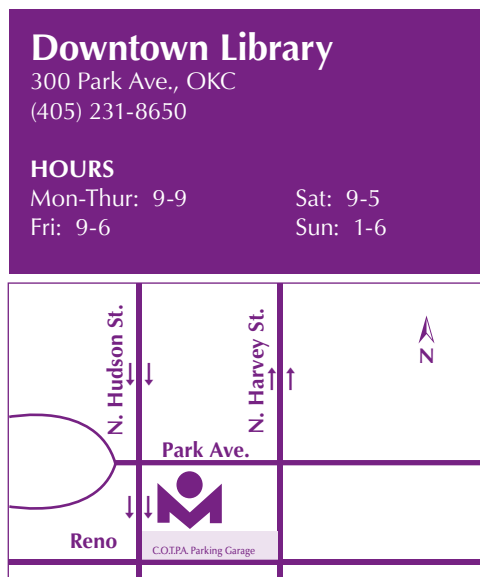 Downtown Library
300 Park Ave., OKC
(405) 231-8650
HOURS
Mon-Thur: 9-9 Sat: 9-5
Fri: 9-6 Sun: 1-6
N. Hudson St.
N. Harvey St.
N
Park Ave.
Reno
C.O.T.P.A. Parking Garage